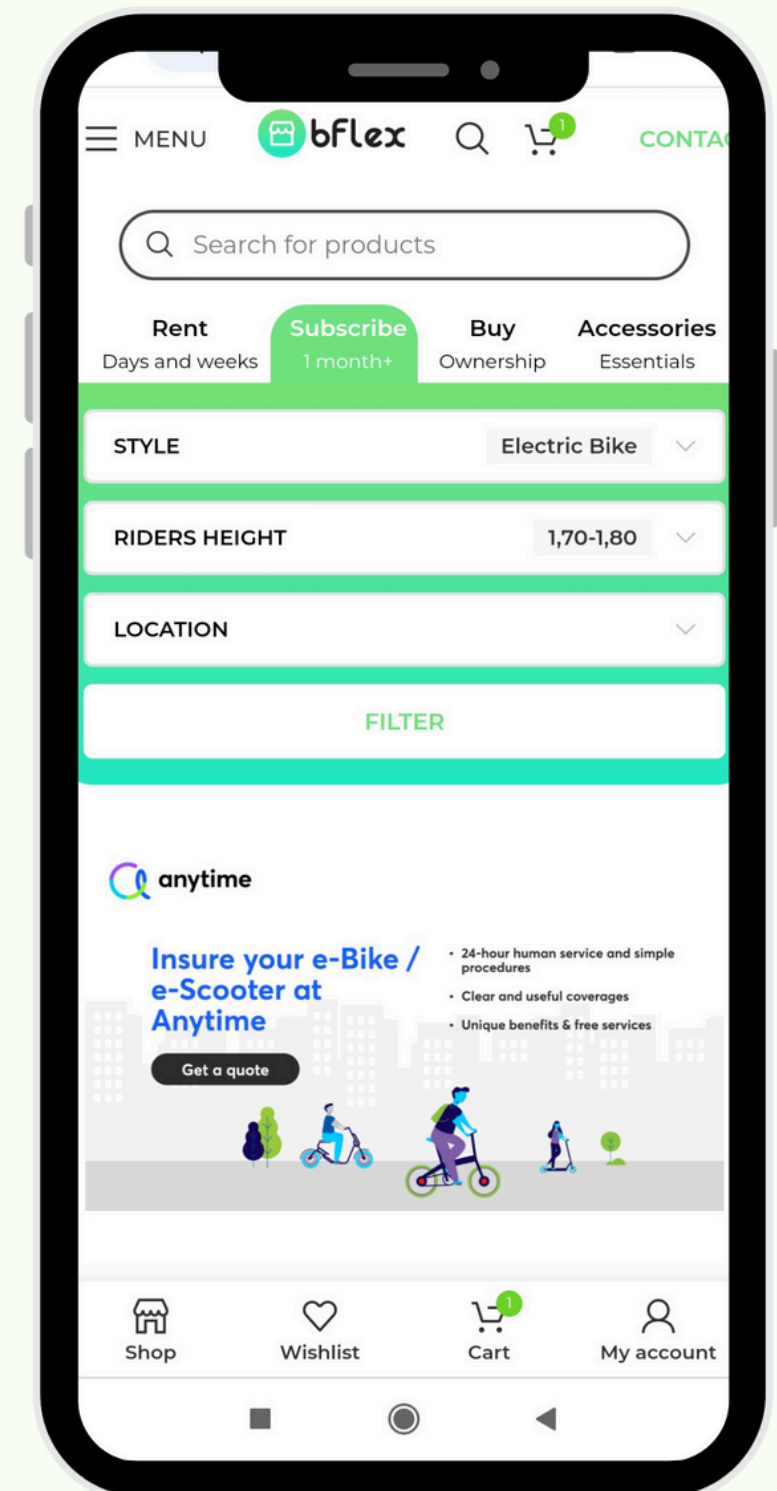 MENU bFlex 1 CONTAC
Search for products
Rent Subscribe Buy Accessories
Days and weeks 1 month+ Ownership Essentials
STYLE Electric Bike
RIDERS HEIGHT 1,70-1,80
LOCATION
FILTER
anytime
Insure your e-Bike /
e-Scooter at
Anytime
• 24-hour human service and simple
procedures
• Clear and useful coverages
• Unique benefits & free services
Get a quote
1
Shop Wishlist Cart My account